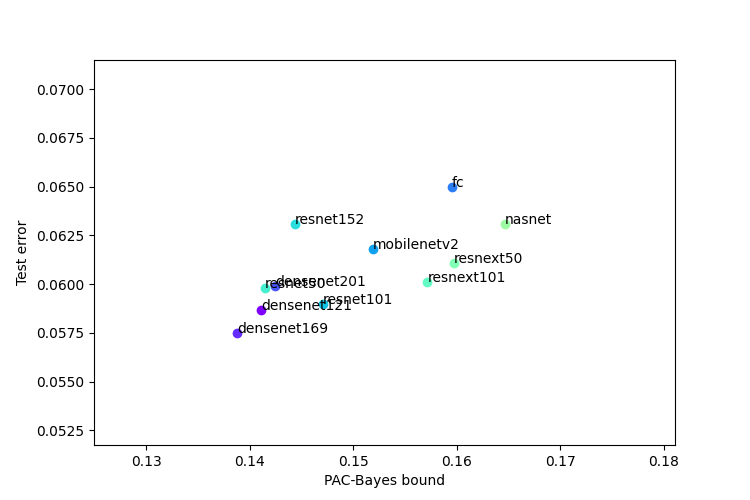 0.0700
0.0675
0.0650
0.0625
0.0600
0.0575
0.0550
0.0525
Test error
fc
resnet152
nasnet
mobilenetv2
resnext50
resnext101
densenet201
resnet50
resnet101
densenet121
densenet169
0.13 0.14 0.15 0.16 0.17 0.18
PAC-Bayes bound